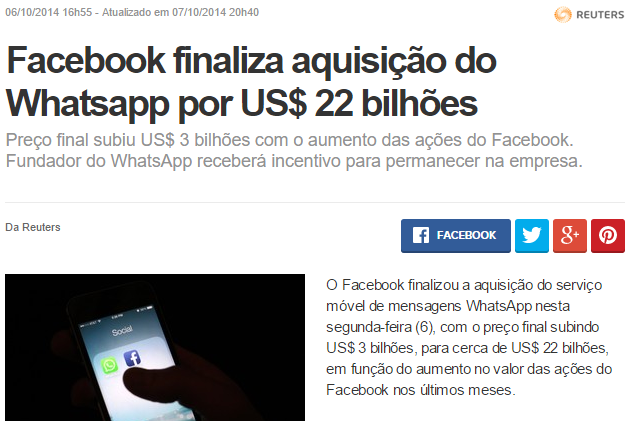 06/10/2014 16h55 - Atualizado em 07/10/2014 20h40
REUTERS
Facebook finaliza aquisição do
Whatsapp por US$ 22 bilhões
Preço final subiu US$ 3 bilhões com o aumento das ações do Facebook.
Fundador do WhatsApp receberá incentivo para permanecer na empresa.
Da Reuters
FACEBOOK
Social
O Facebook finalizou a aquisição do serviço
móvel de mensagens WhatsApp nesta
segunda-feira (6), com o preço final subindo
US$ 3 bilhões, para cerca de US$ 22 bilhões,
em função do aumento no valor das ações do
Facebook nos últimos meses.